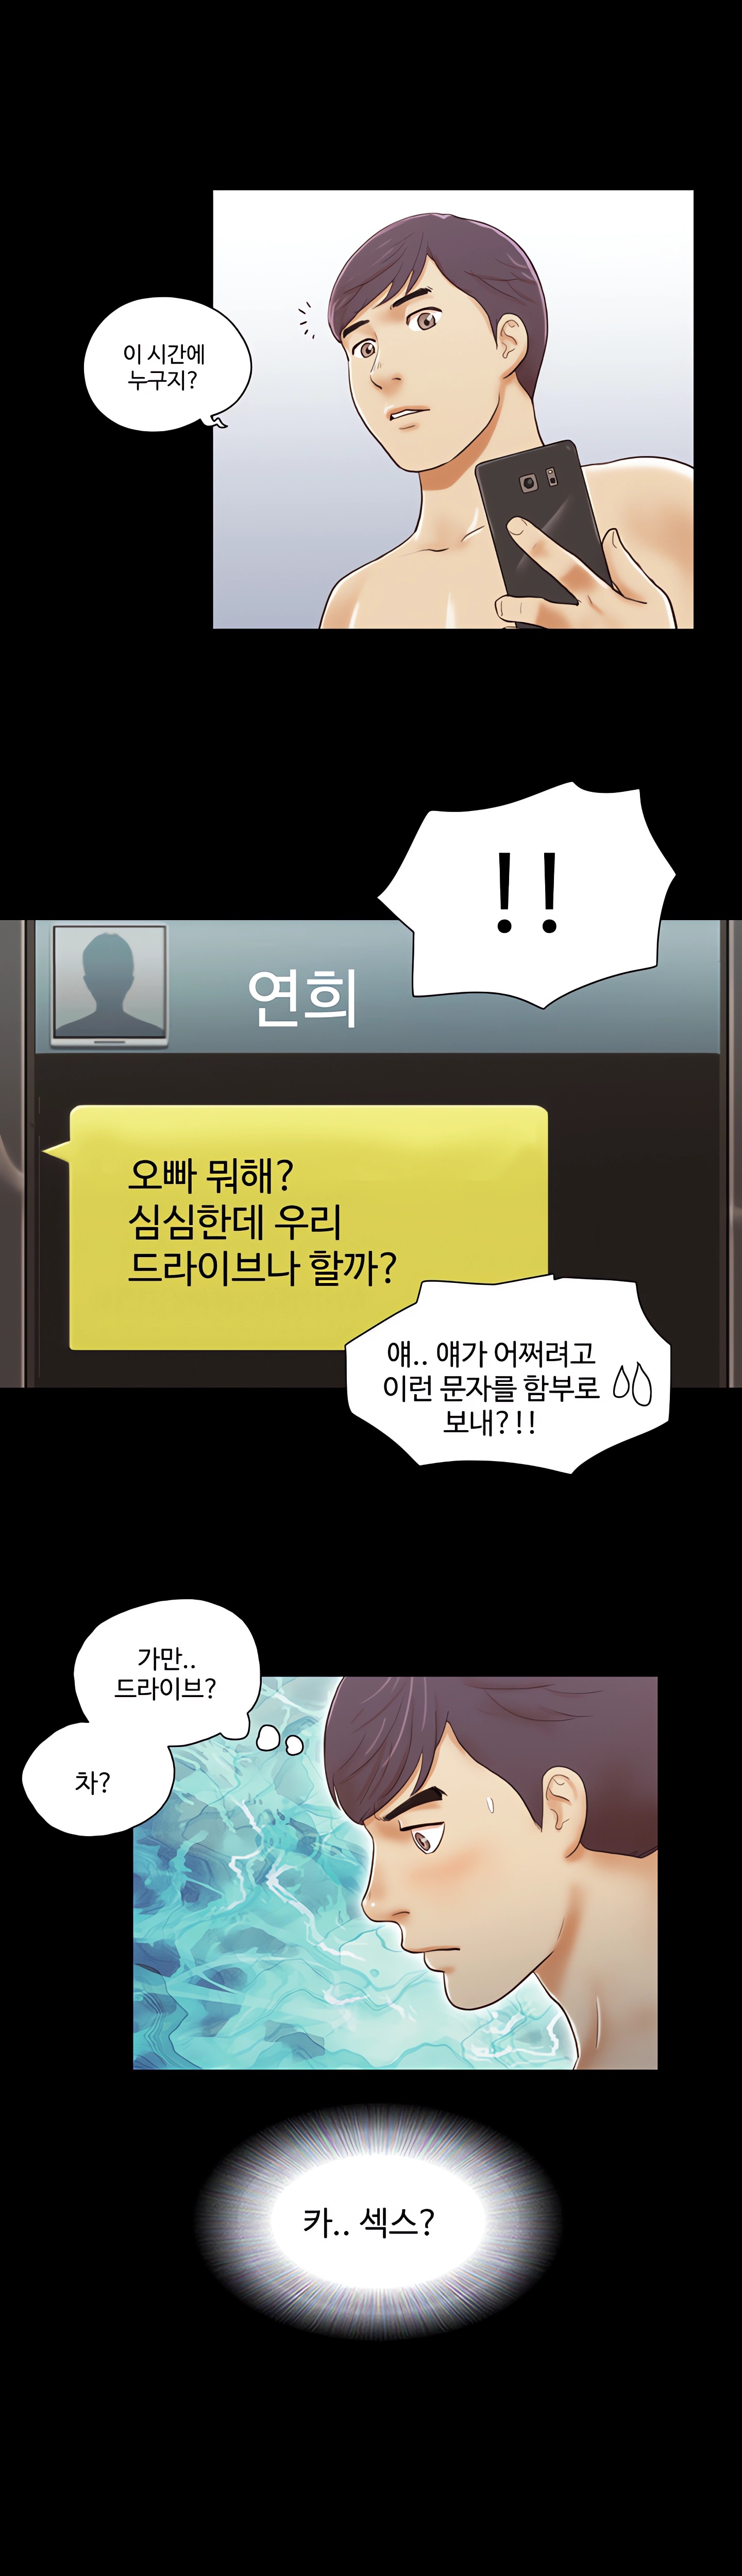 이 시간에
누구지?
!!
연희
오빠 뭐해?
심심한데 우리
드라이브나 할까?
얘.. 얘가 어쩌려고
이런 문자를 함부로
보내?!!
가만..
드라이브?
차?
카.. 섹스?